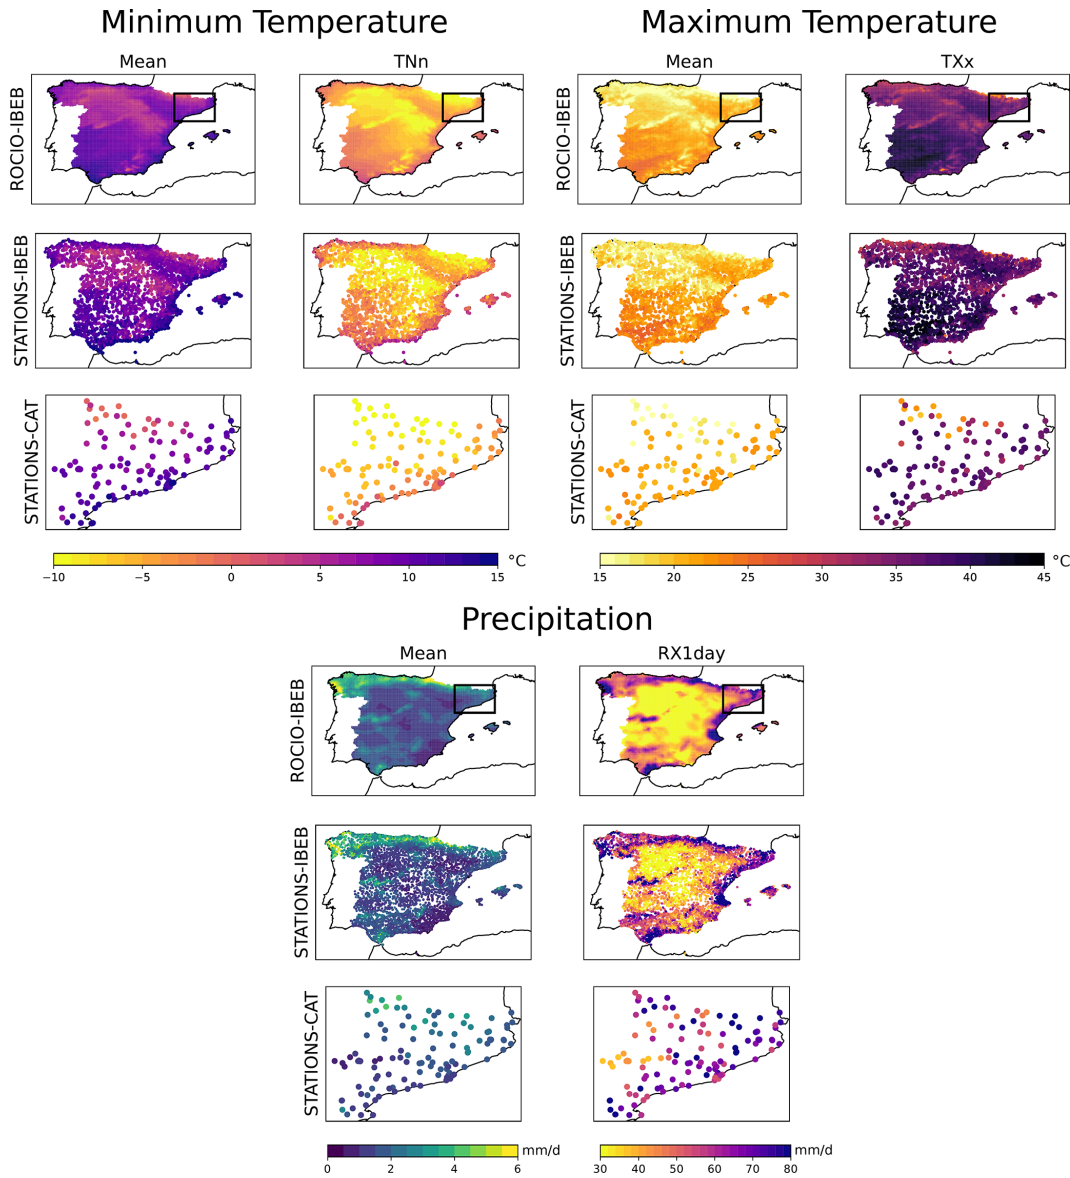 Minimum Temperature
Maximum Temperature
Mean
TNn
Mean
TXx
ROCIO-IBEB
ROCIO-IBEB
STATIONS-IBEB
STATIONS-IBEB
STATIONS-CAT
STATIONS-CAT
−10 −5 0 5 10 15 °C
15 20 25 30 35 40 45 °C
Precipitation
Mean
RX1day
ROCIO-IBEB
STATIONS-IBEB
STATIONS-CAT
0 2 4 6 mm/d
30 40 50 60 70 80 mm/d